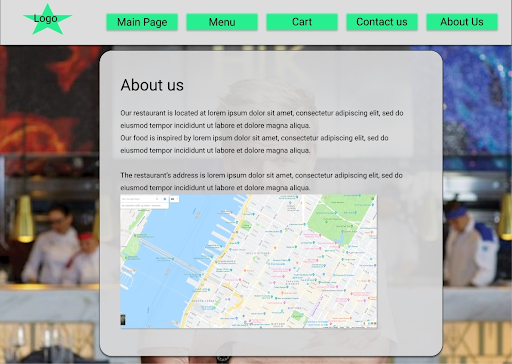 Logo
Main Page
Menu
Cart
Contact us
About Us
About us
Our restaurant is located at lorem ipsum dolor sit amet, consectetur adipiscing elit, sed do
eiusmod tempor incididunt ut labore et dolore magna aliqua.
Our food is inspired by lorem ipsum dolor sit amet, consectetur adipiscing elit, sed do
eiusmod tempor incididunt ut labore et dolore magna aliqua.
The restaurant's address is lorem ipsum dolor sit amet, consectetur adipiscing elit, sed do
eiusmod tempor incididunt ut labore et dolore magna aliqua.